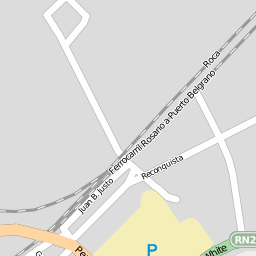 Roca
Ferrocarril Rosario a Puerto Belgrano
Reconquista
Juan B. Justo
White
RN2
P